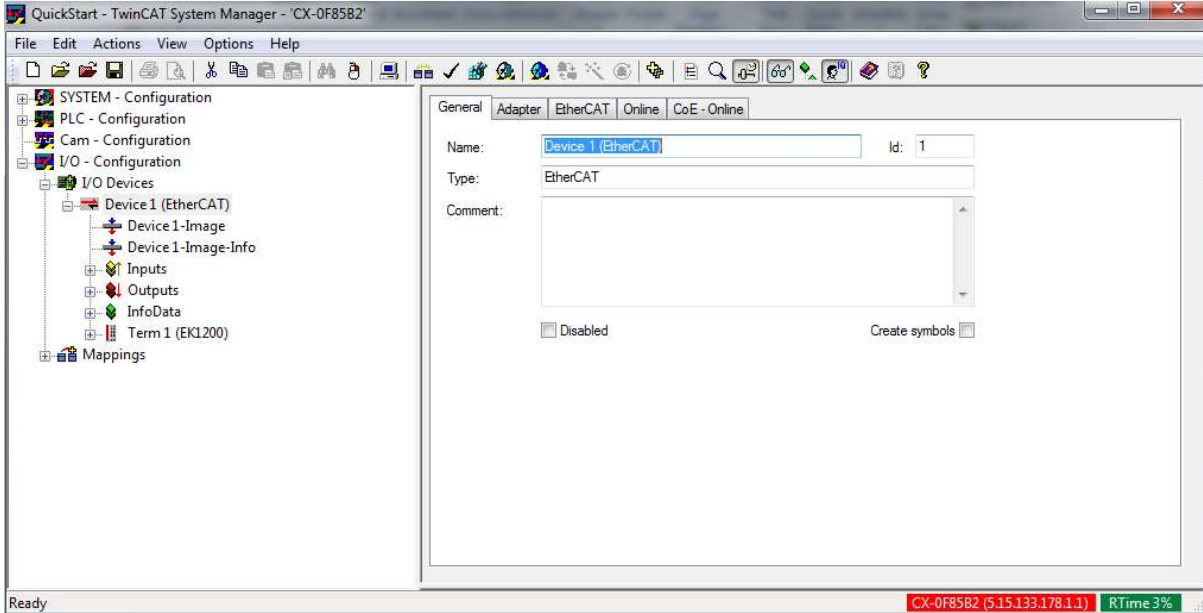 QuickStart - TwinCAT System Manager - 'CX-0F85B2'
File Edit Actions View Options Help
SYSTEM - Configuration
PLC - Configuration
Cam - Configuration
I/O - Configuration
I/O Devices
Device 1 (EtherCAT)
Device 1-Image
Device 1-Image-Info
Inputs
Outputs
InfoData
Term 1 (EK1200)
Mappings
General Adapter EtherCAT Online CoE - Online
Name: Device 1 (EtherCAT) Id: 1
Type: EtherCAT
Comment:
Disabled Create symbols
Ready CX-0F85B2 (5.15.133.178.1.1) RTime 3%